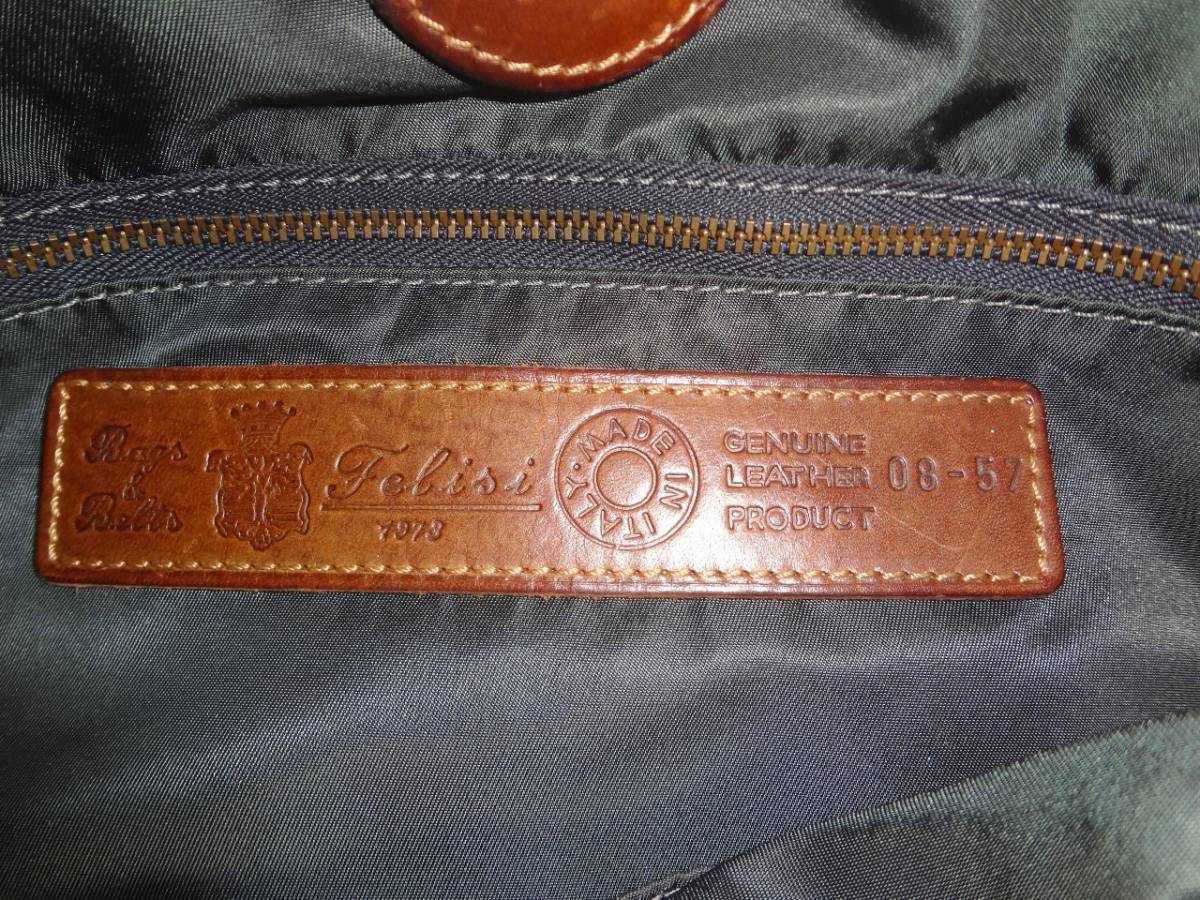 Bags
&
Belts
Felisi
1973
MADE IN ITALY
GENUINE
LEATHER 08-57
PRODUCT